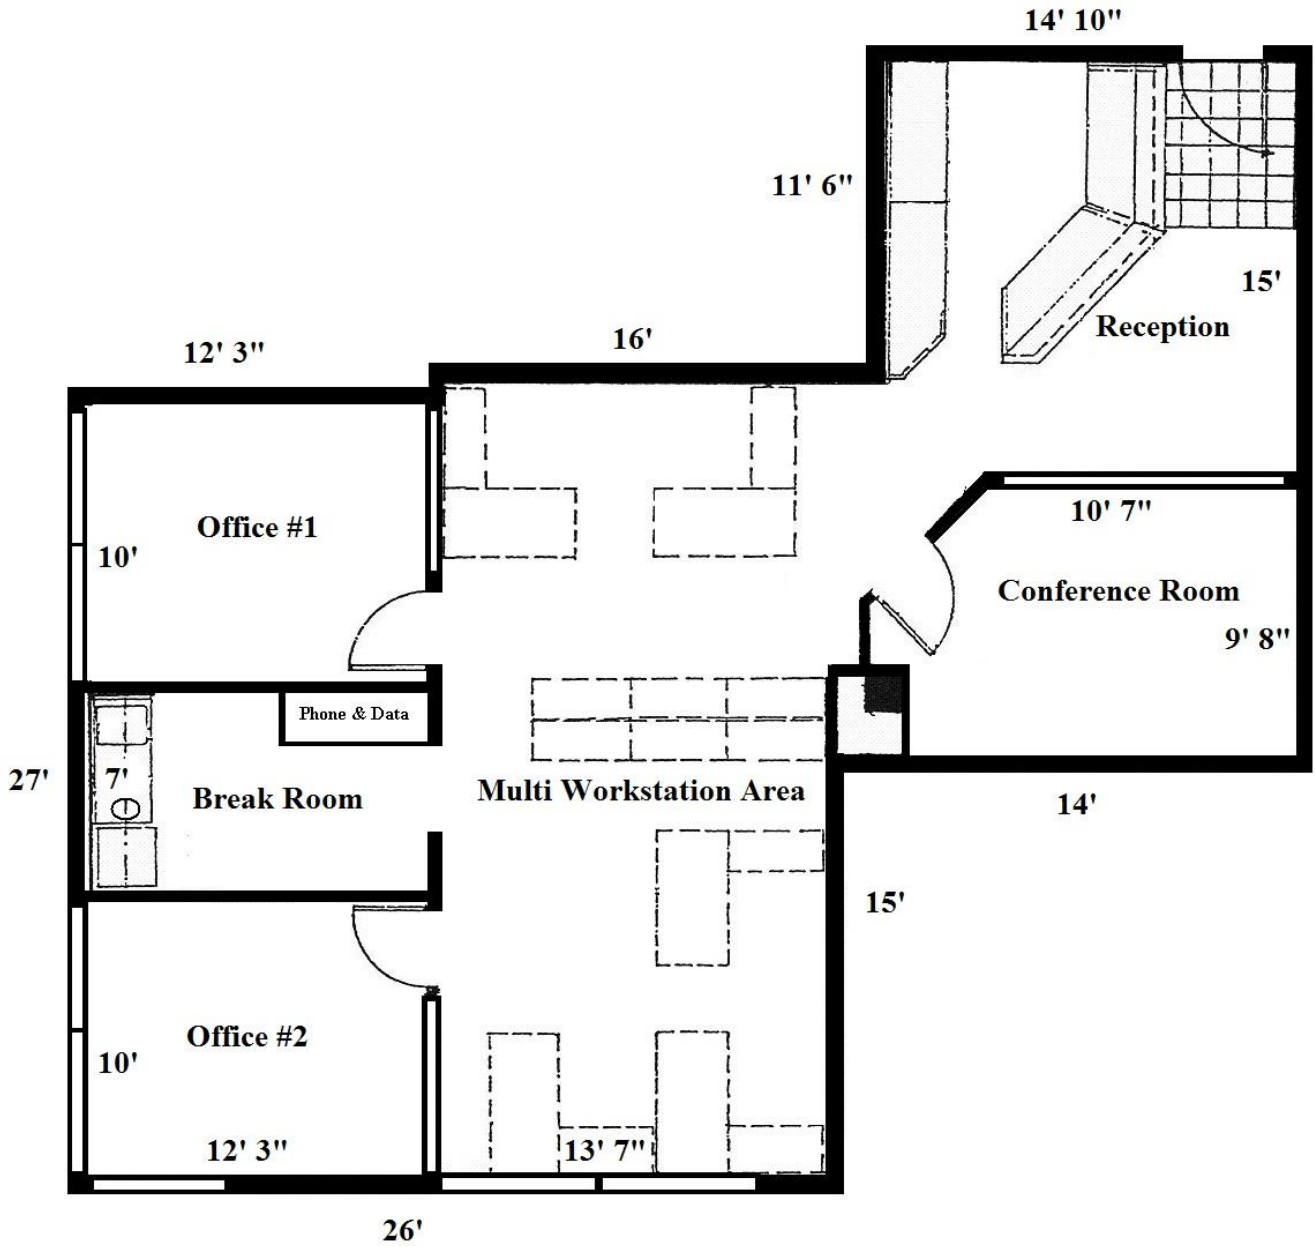 14' 10"
11' 6"
15'
Reception
16'
12' 3"
10' 7"
Office #1
10'
Conference Room
9' 8"
Phone & Data
27'
7'
Break Room
Multi Workstation Area
14'
15'
Office #2
10'
12' 3"
13' 7"
26'